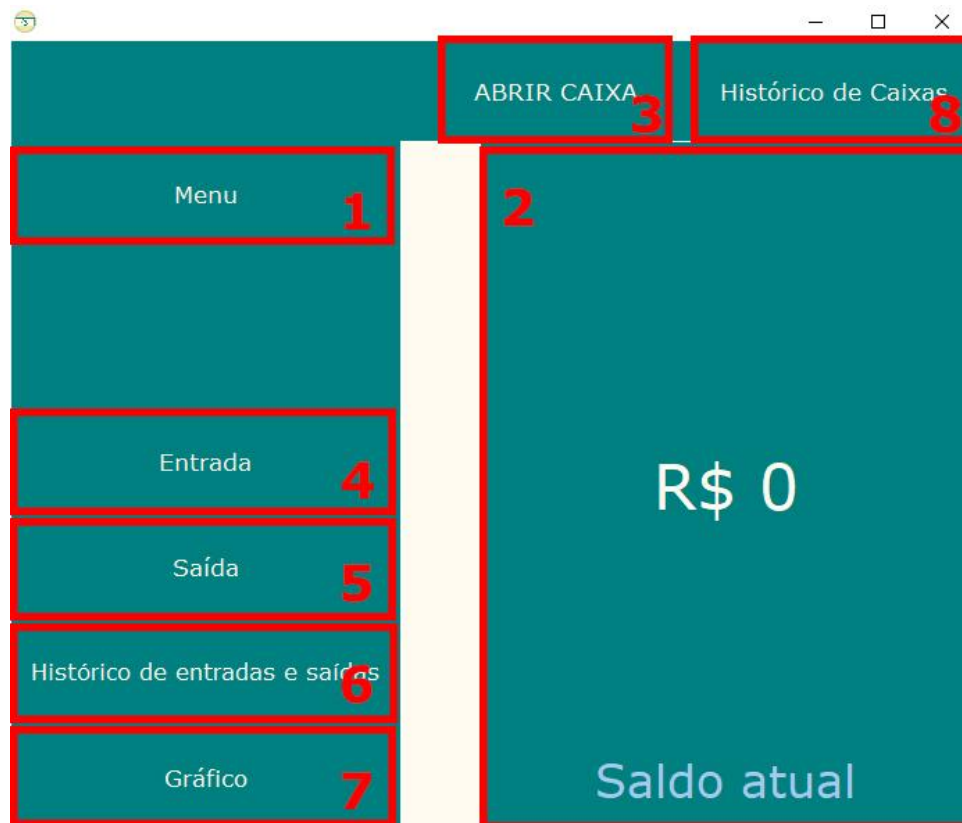 ABRIR CAIXA 3
Histórico de Caixas 8
Menu 1
2
Entrada 4
R$ 0
Saída 5
Histórico de entradas e saídas 6
Gráfico 7
Saldo atual